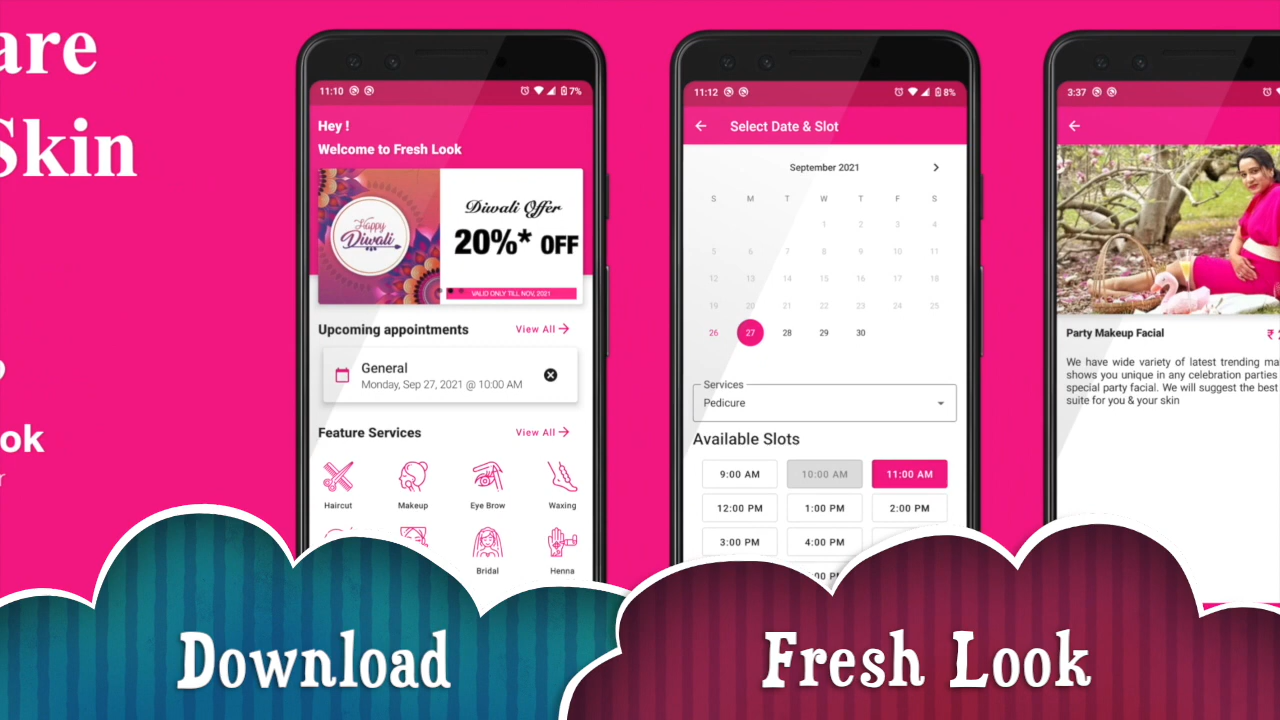 are
Skin
ok
11:10
7%
Hey !
Welcome to Fresh Look
Happy
Diwali
Diwali Offer
20%* OFF
VALID ONLY TILL NOV, 2021
Upcoming appointments
View All
General
Monday, Sep 27, 2021 @ 10:00 AM
Feature Services
View All
Haircut
Makeup
Eye Brow
Waxing
Bridal
Henna
11:12
8%
Select Date & Slot
September 2021
S M T W T F S
1 2 3 4
5 6 7 8 9 10 11
12 13 14 15 16 17 18
19 20 21 22 23 24 25
26 27 28 29 30
Services
Pedicure
Available Slots
9:00 AM 10:00 AM 11:00 AM
12:00 PM 1:00 PM 2:00 PM
3:00 PM 4:00 PM
3:37
Party Makeup Facial
₹
We have wide variety of latest trending
shows you unique in any celebration parties
special party facial. We will suggest the best
suite for you & your skin
Download
Fresh Look